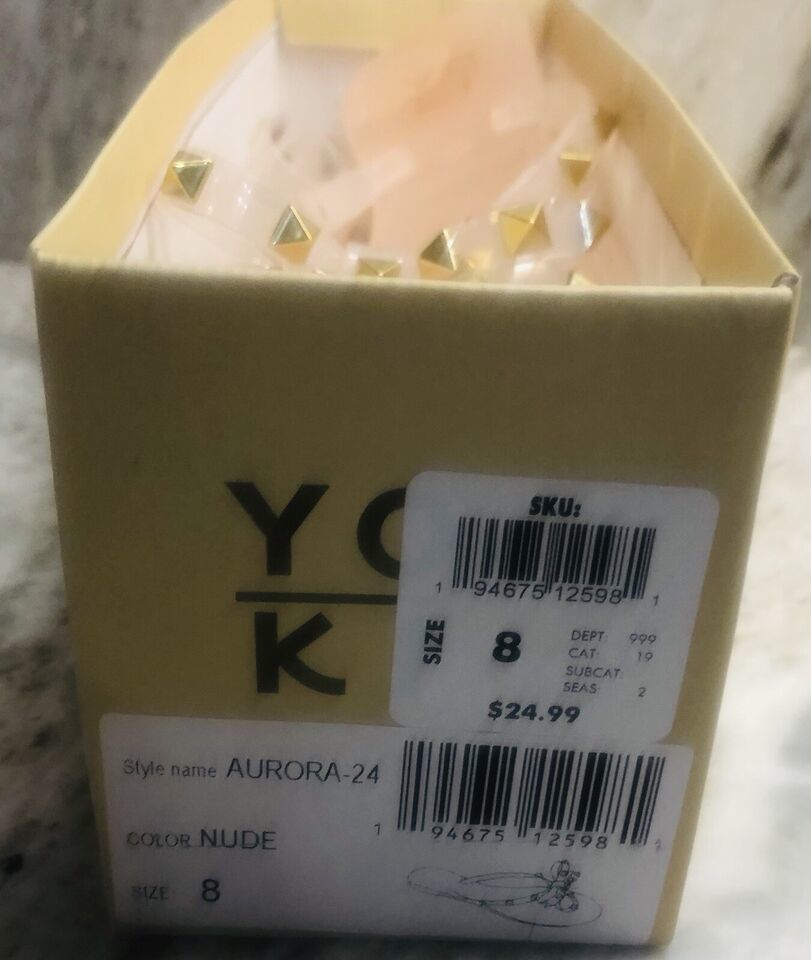 YO
K
SKU:
1 94675 12598 1
SIZE 8
DEPT: 999
CAT: 19
SUBCAT:
SEAS: 2
$24.99
Style name AURORA-24
1 94675 12598 1
COLOR NUDE
SIZE 8